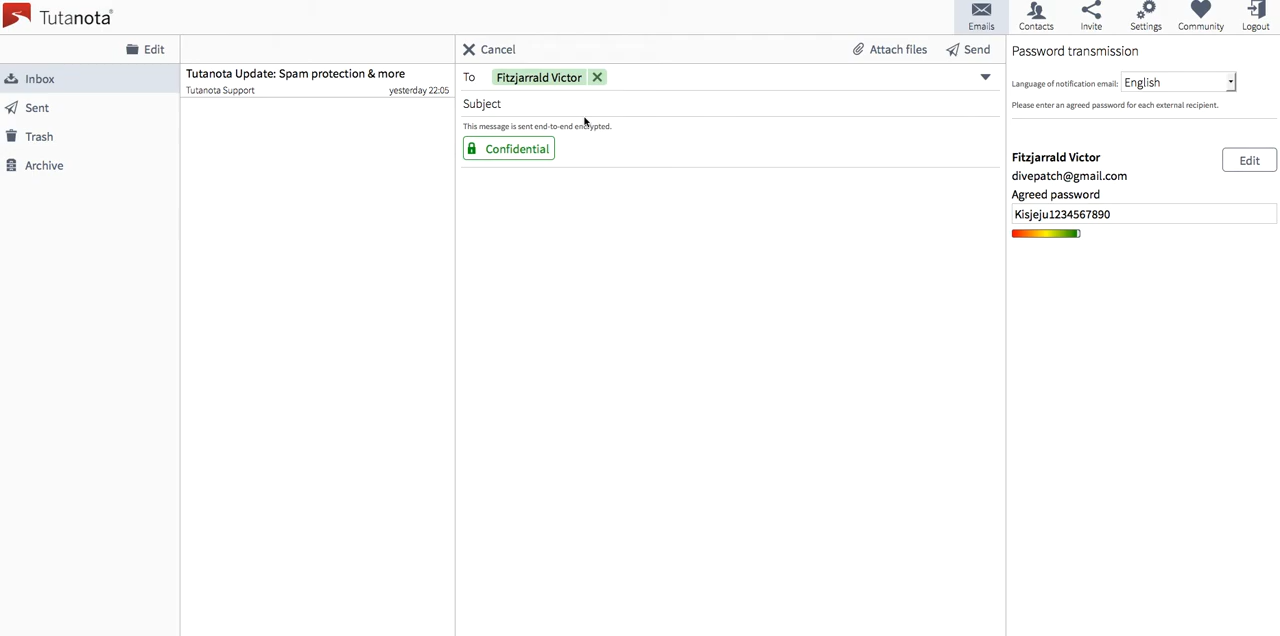 Tutanota
Emails
Contacts
Invite
Settings
Community
Logout
Edit
Inbox
Sent
Trash
Archive
Tutanota Update: Spam protection & more
Tutanota Support yesterday 22:05
Cancel
Attach files
Send
To Fitzjarrald Victor
Subject
This message is sent end-to-end encrypted.
Confidential
Password transmission
Language of notification email: English
Please enter an agreed password for each external recipient.
Fitzjarrald Victor
Edit
divepatch@gmail.com
Agreed password
Kisjeju1234567890